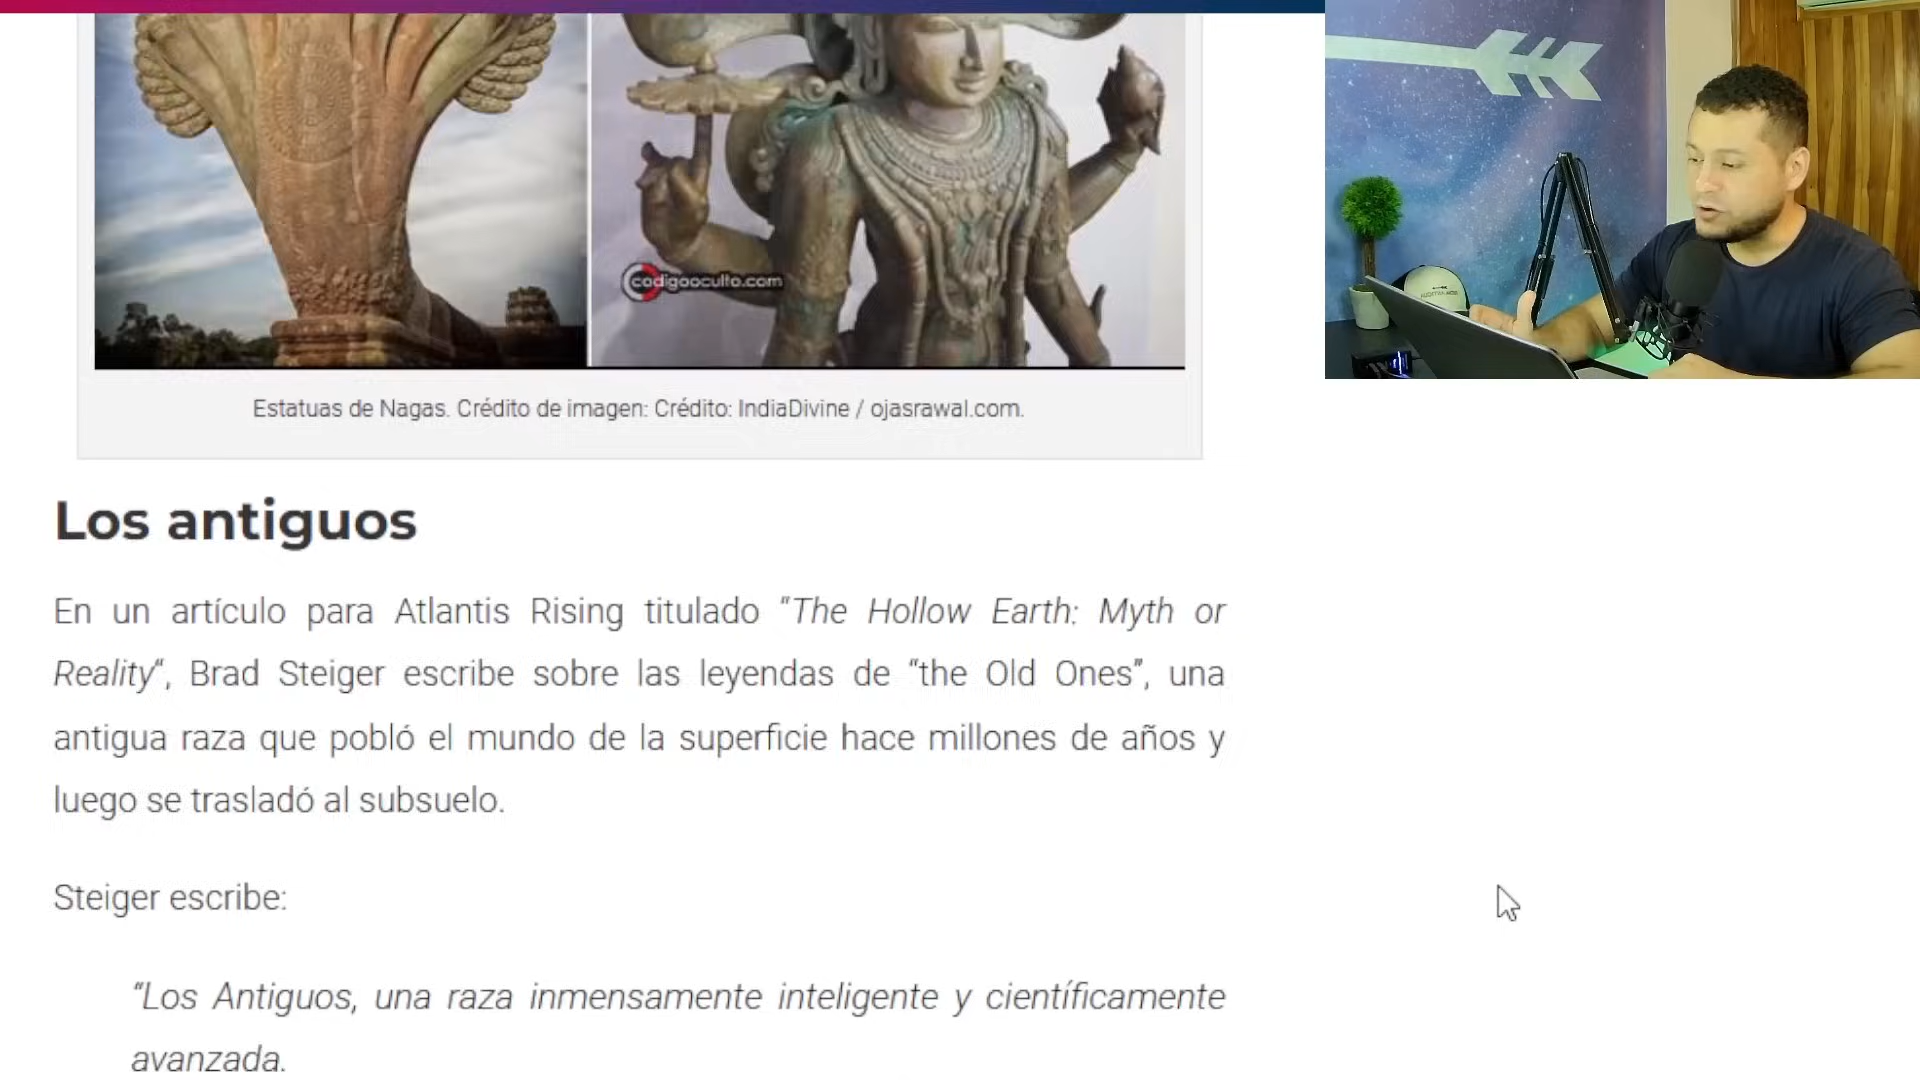 codigooculto.com
Estatuas de Nagas. Crédito de imagen: Crédito: IndiaDivine / ojasrawal.com.
Los antiguos
En un artículo para Atlantis Rising titulado “The Hollow Earth: Myth or
Reality“, Brad Steiger escribe sobre las leyendas de “the Old Ones”, una
antigua raza que pobló el mundo de la superficie hace millones de años y
luego se trasladó al subsuelo.
Steiger escribe:
“Los Antiguos, una raza inmensamente inteligente y científicamente
avanzada.